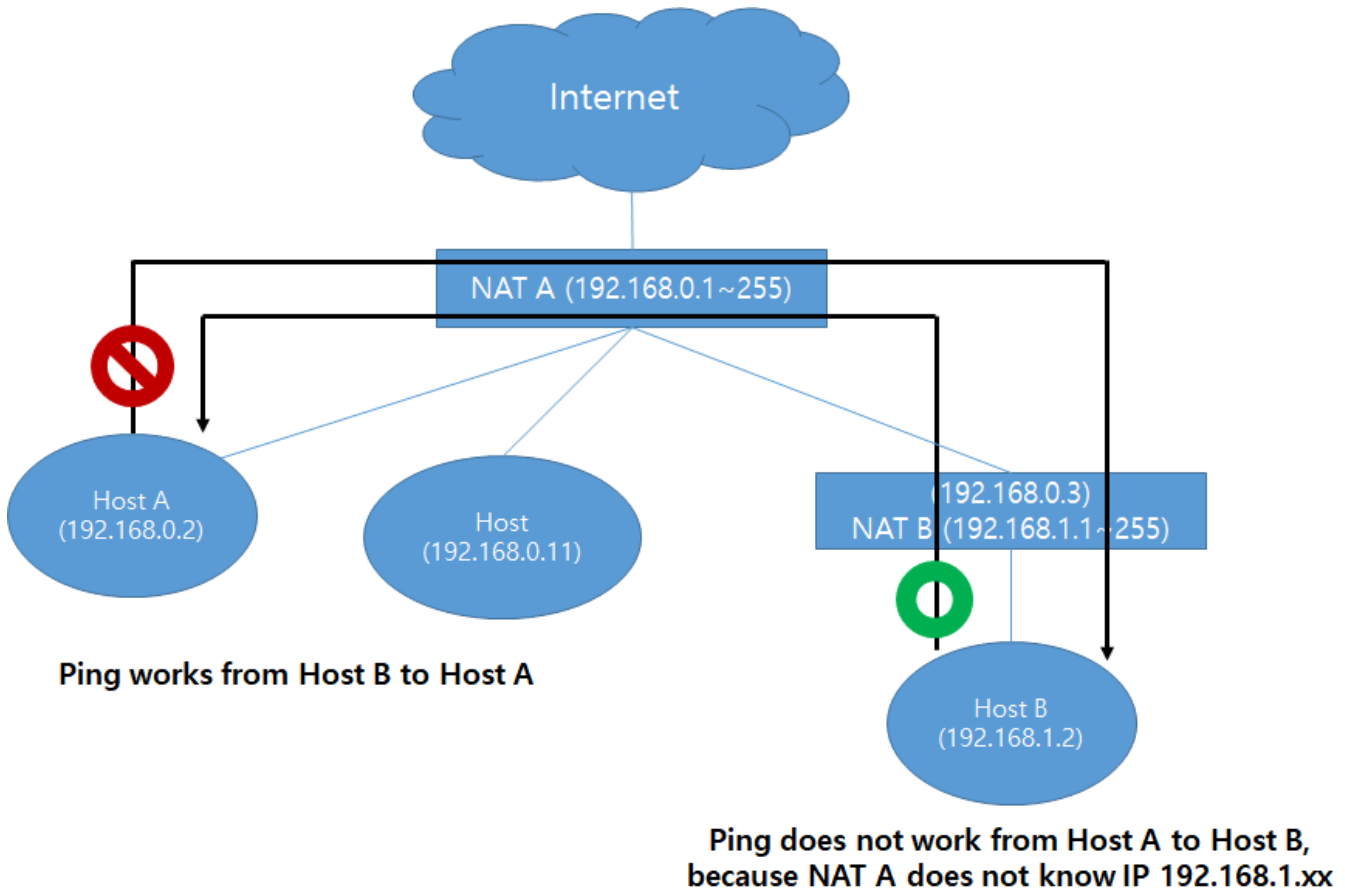 Internet
NAT A (192.168.0.1~255)
Host A
(192.168.0.2)
Host
(192.168.0.11)
(192.168.0.3)
NAT B (192.168.1.1~255)
Ping works from Host B to Host A
Host B
(192.168.1.2)
Ping does not work from Host A to Host B,
because NAT A does not know IP 192.168.1.xx